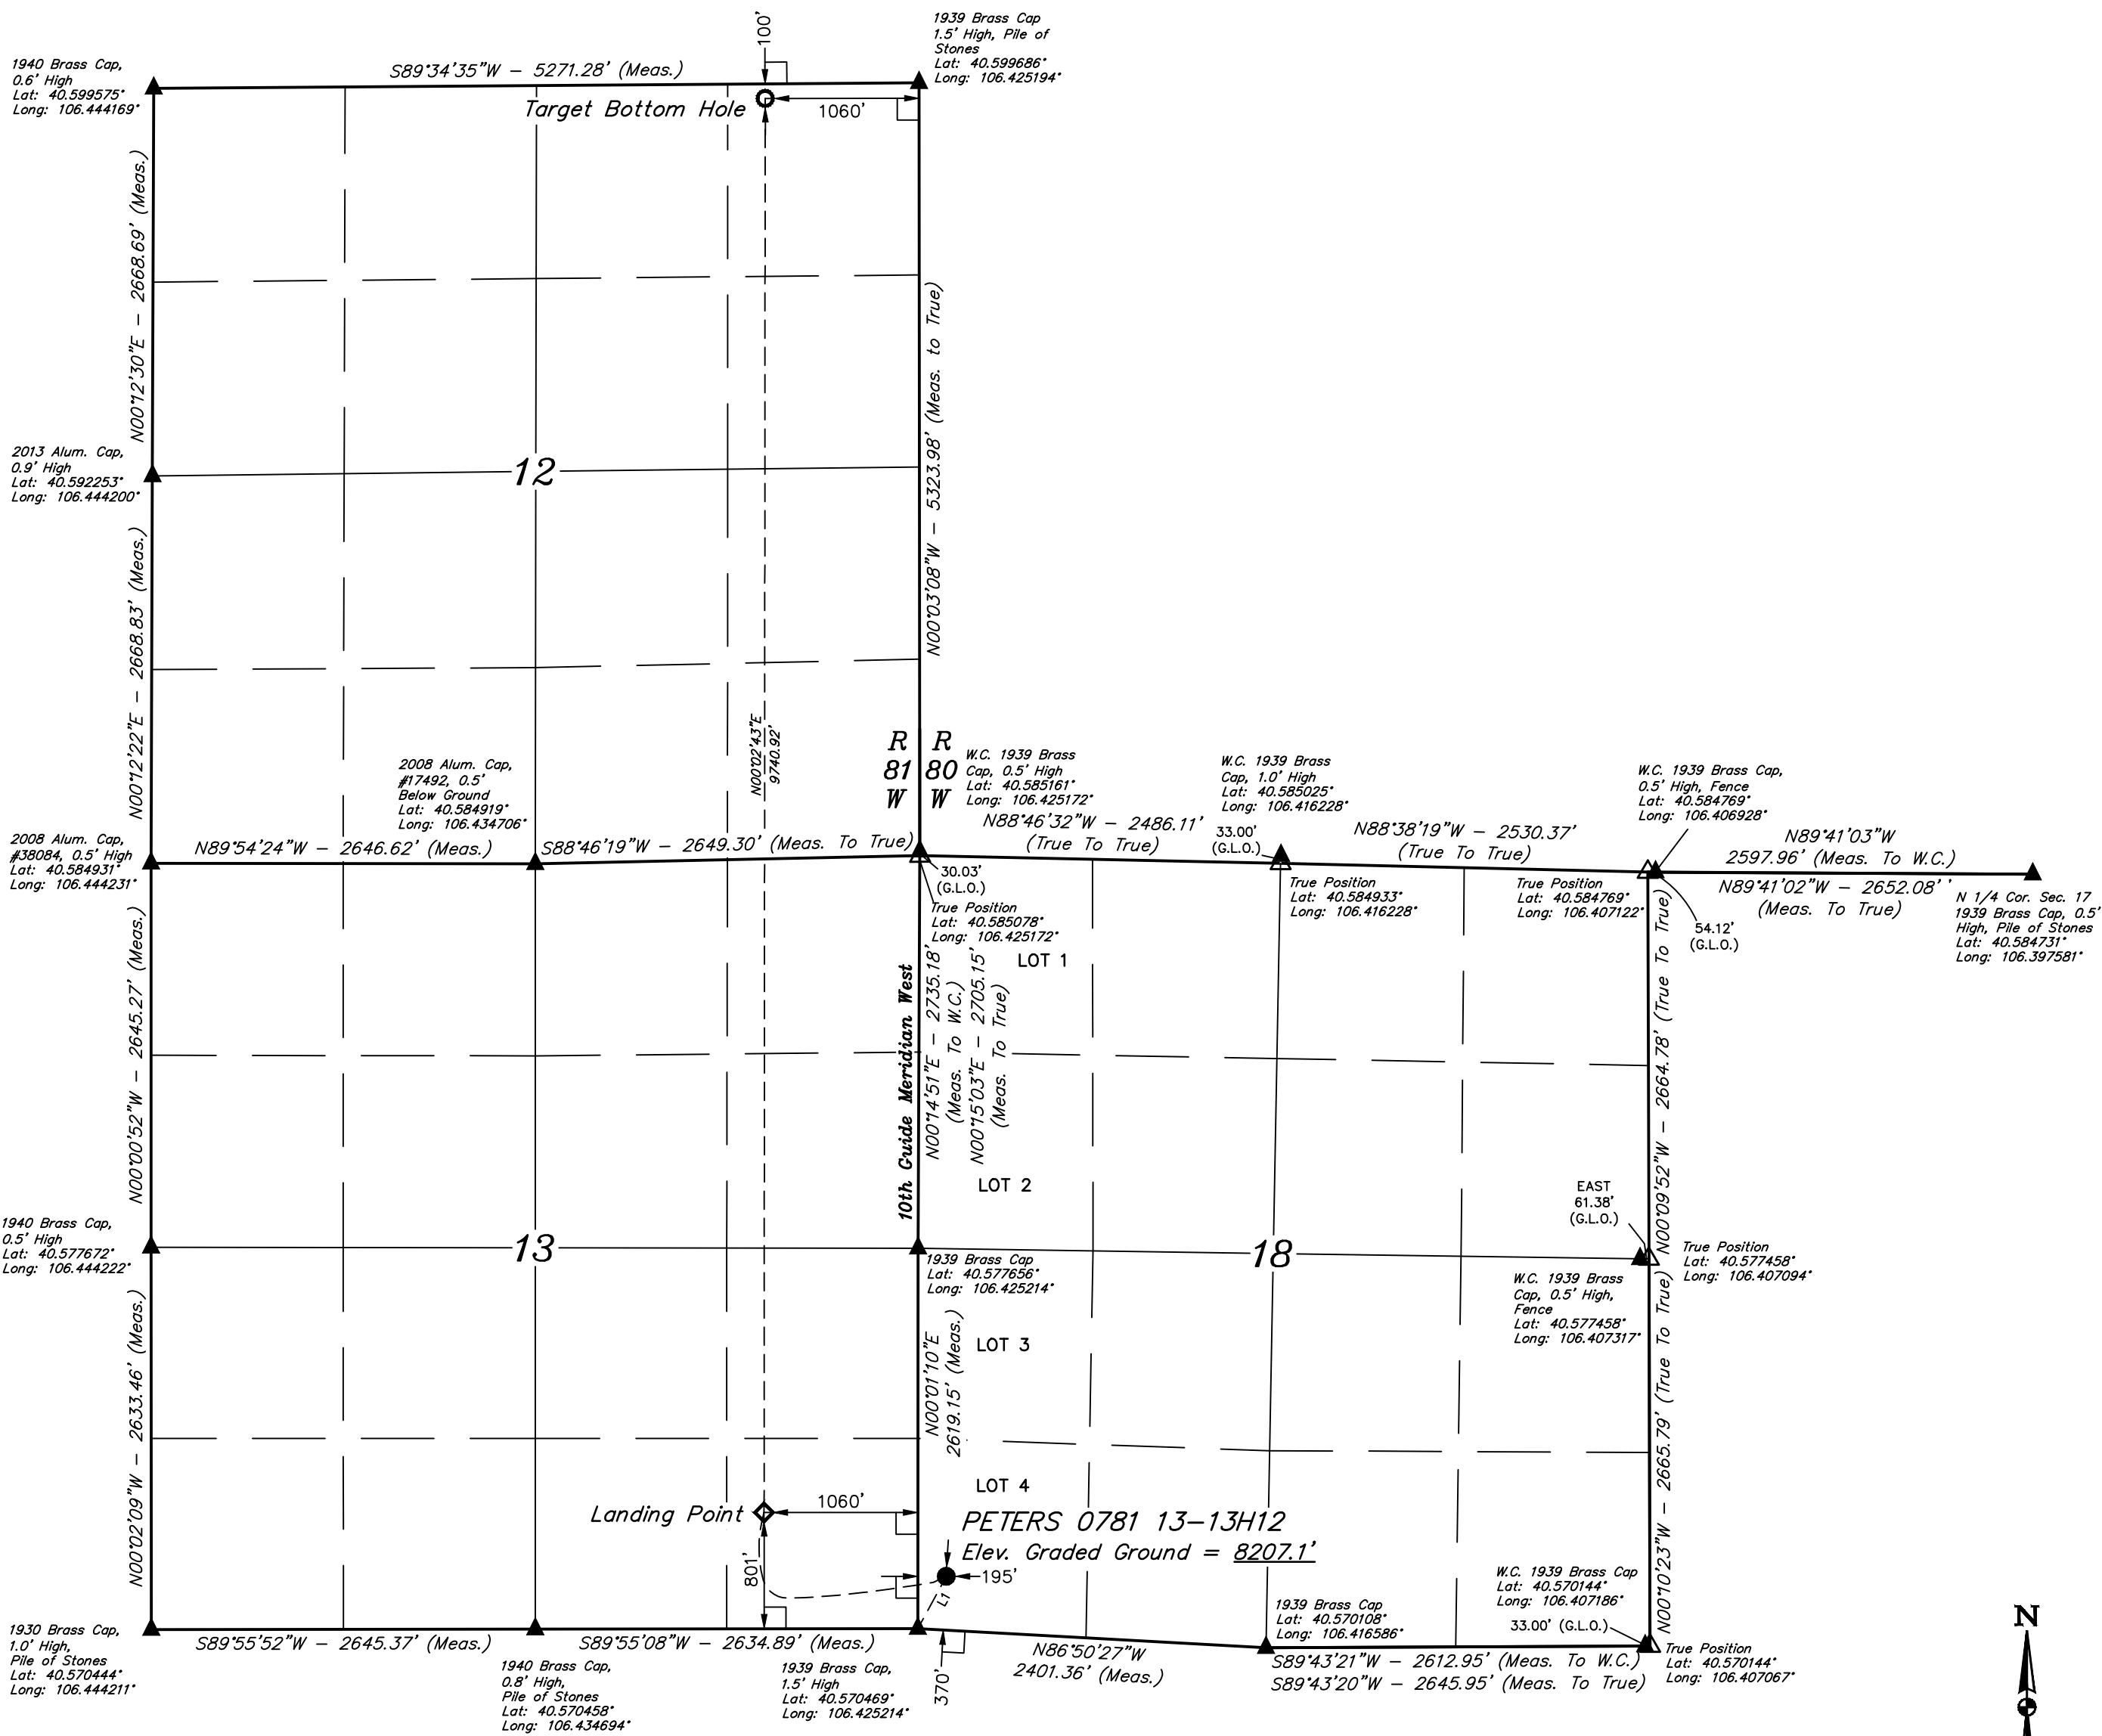 100'
1939 Brass Cap
1.5' High, Pile of
Stones
Lat: 40.599686°
Long: 106.425194°
1940 Brass Cap,
0.6' High
Lat: 40.599575°
Long: 106.444169°
S89°34'35"W - 5271.28' (Meas.)
Target Bottom Hole
1060'
N00°12'30"E - 2668.69' (Meas.)
N00°03'08"W - 5323.98' (Meas. to True)
2013 Alum. Cap,
0.9' High
Lat: 40.592253°
Long: 106.444200°
12
N00°12'22"E - 2668.83' (Meas.)
N00°02'43"E
9740.92'
R R
81 80
W W
2008 Alum. Cap,
#17492, 0.5'
Below Ground
Lat: 40.584919°
Long: 106.434706°
W.C. 1939 Brass
Cap, 0.5' High
Lat: 40.585161°
Long: 106.425172°
W.C. 1939 Brass
Cap, 1.0' High
Lat: 40.585025°
Long: 106.416228°
W.C. 1939 Brass Cap,
0.5' High, Fence
Lat: 40.584769°
Long: 106.406928°
2008 Alum. Cap,
#38084, 0.5' High
Lat: 40.584931°
Long: 106.444231°
N89°54'24"W - 2646.62' (Meas.)
S88°46'19"W - 2649.30' (Meas. To True)
N88°46'32"W - 2486.11'
(True To True)
33.00'
(G.L.O.)
N88°38'19"W - 2530.37'
(True To True)
N89°41'03"W
2597.96' (Meas. To W.C.)
N89°41'02"W - 2652.08' '
(Meas. To True)
30.03'
(G.L.O.)
True Position
Lat: 40.585078°
Long: 106.425172°
True Position
Lat: 40.584933°
Long: 106.416228°
True Position
Lat: 40.584769°
Long: 106.407122°
54.12'
(G.L.O.)
N 1/4 Cor. Sec. 17
1939 Brass Cap, 0.5'
High, Pile of Stones
Lat: 40.584731°
Long: 106.397581°
N00°00'52"W - 2645.27' (Meas.)
10th Guide Meridian West
N00°14'51"E - 2735.18'
(Meas. To W.C.)
N00°15'03"E - 2705.15'
(Meas. To True)
LOT 1
LOT 2
N00°09'52"W - 2664.78' (True To True)
EAST
61.38'
(G.L.O.)
1940 Brass Cap,
0.5' High
Lat: 40.577672°
Long: 106.444222°
13
1939 Brass Cap
Lat: 40.577656°
Long: 106.425214°
18
W.C. 1939 Brass
Cap, 0.5' High,
Fence
Lat: 40.577458°
Long: 106.407317°
True Position
Lat: 40.577458°
Long: 106.407094°
N00°02'09"W - 2633.46' (Meas.)
N00°01'10"E
2619.15' (Meas.)
LOT 3
LOT 4
N00°10'23"W - 2665.79' (True To True)
Landing Point
1060'
801'
PETERS 0781 13-13H12
Elev. Graded Ground = 8207.1'
195'
L1
W.C. 1939 Brass Cap
Lat: 40.570144°
Long: 106.407186°
33.00' (G.L.O.)
1939 Brass Cap
Lat: 40.570108°
Long: 106.416586°
True Position
Lat: 40.570144°
Long: 106.407067°
1930 Brass Cap,
1.0' High,
Pile of Stones
Lat: 40.570444°
Long: 106.444211°
S89°55'52"W - 2645.37' (Meas.)
S89°55'08"W - 2634.89' (Meas.)
1940 Brass Cap,
0.8' High,
Pile of Stones
Lat: 40.570458°
Long: 106.434694°
1939 Brass Cap,
1.5' High
Lat: 40.570469°
Long: 106.425214°
370'
N86°50'27"W
2401.36' (Meas.)
S89°43'21"W - 2612.95' (Meas. To W.C.)
S89°43'20"W - 2645.95' (Meas. To True)
N